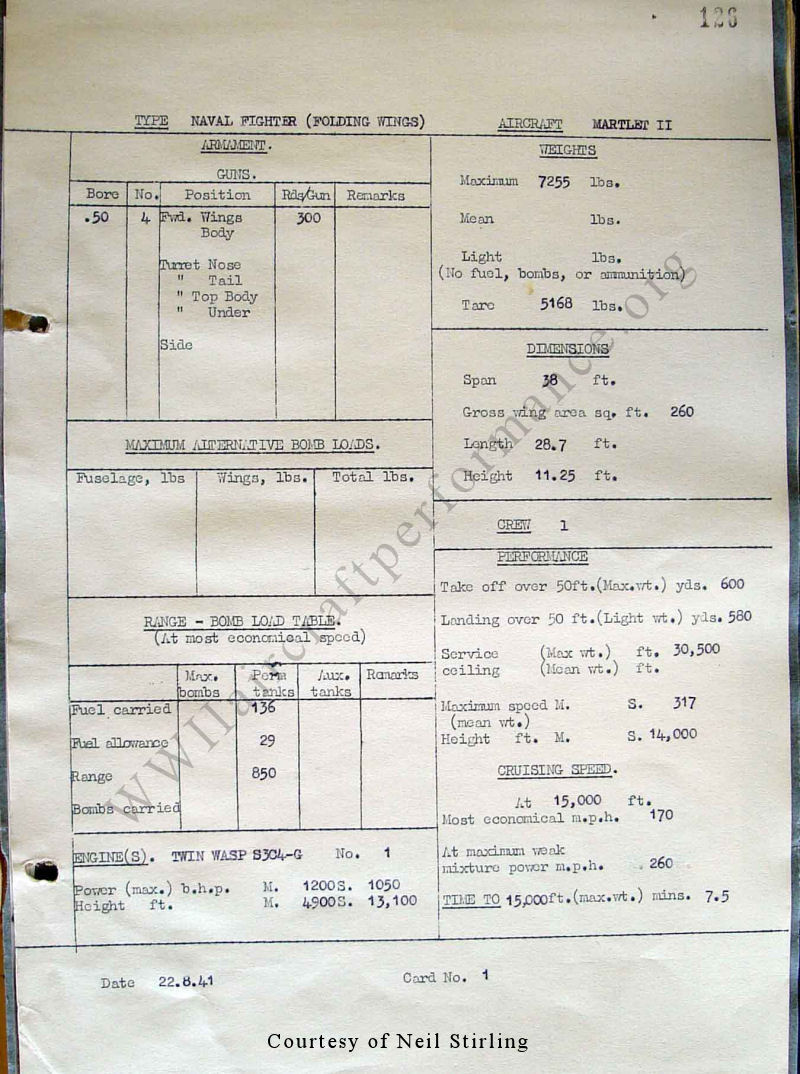 126
TYPE NAVAL FIGHTER (FOLDING WINGS) AIRCRAFT MARTLET II
ARMAMENT.
GUNS.
Bore No. Position Rds/Gun Remarks
.50 4 Fwd. Wings 300
Body
Turret Nose
" Tail
" Top Body
" Under
Side
MAXIMUM ALTERNATIVE BOMB LOADS.
Fuselage, lbs Wings, lbs. Total lbs.
RANGE - BOMB LOAD TABLE.
(At most economical speed)
Max. bombs Perm tanks Aux. tanks Remarks
Fuel carried 136
Fuel allowance 29
Range 850
Bombs carried
ENGINE(S). TWIN WASP S3C4-G No. 1
Power (max.) b.h.p. M. 1200 S. 1050
Height ft. M. 4900 S. 13,100
WEIGHTS
Maximum 7255 lbs.
Mean lbs.
Light lbs.
(No fuel, bombs, or ammunition)
Tare 5168 lbs.
DIMENSIONS
Span 38 ft.
Gross wing area sq. ft. 260
Length 28.7 ft.
Height 11.25 ft.
CREW 1
PERFORMANCE
Take off over 50ft.(Max.wt.) yds. 600
Landing over 50 ft.(Light wt.) yds. 580
Service (Max wt.) ft. 30,500
ceiling (Mean wt.) ft.
Maximum speed M. S. 317
(mean wt.)
Height ft. M. S. 14,000
CRUISING SPEED.
At 15,000 ft.
Most economical m.p.h. 170
At maximum weak
mixture power m.p.h. 260
TIME TO 15,000ft.(max.wt.) mins. 7.5
Date 22.8.41 Card No. 1
www.WWIIaircraftperformance.org
Courtesy of Neil Stirling